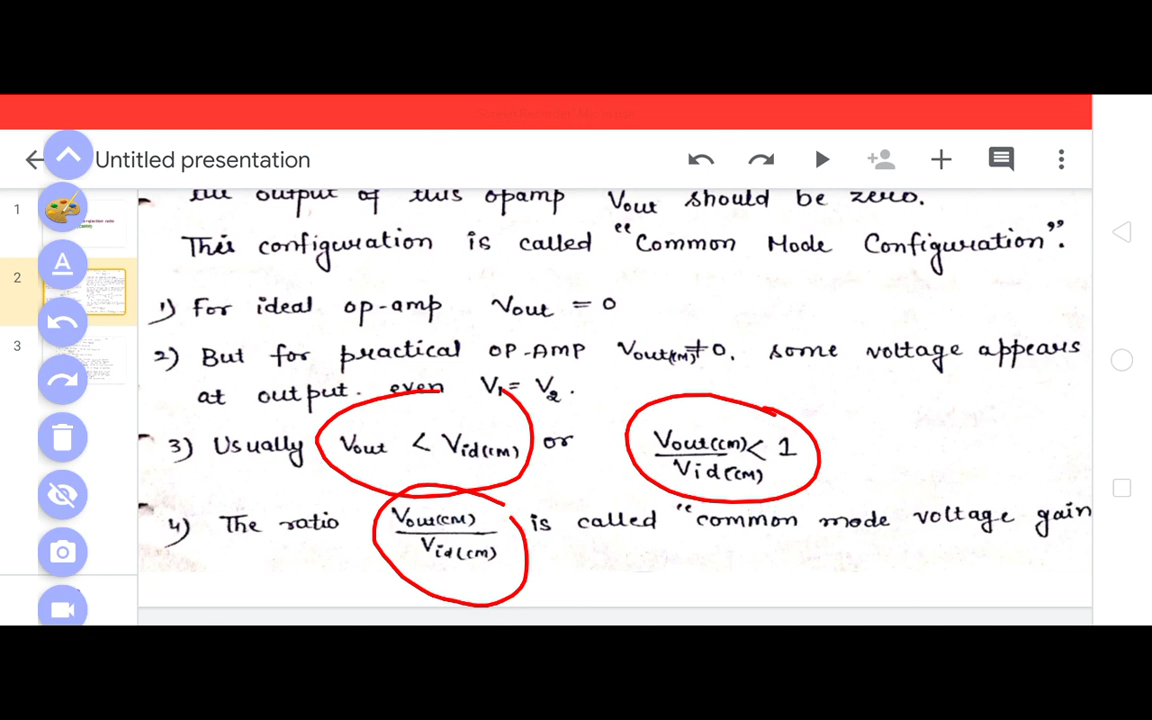 Untitled presentation
1
2
3
output of this opamp Vout should be zero.
This configuration is called "Common Mode Configuration".
1) For ideal op-amp Vout = 0
2) But for practical OP-AMP Vout(CM) ≠ 0. some voltage appears
at output. even V1 = V2.
3) Usually Vout < Vid(CM) or Vout(CM)/Vid(CM) < 1
4) The ratio Vout(CM)/Vid(CM) is called "common mode voltage gain